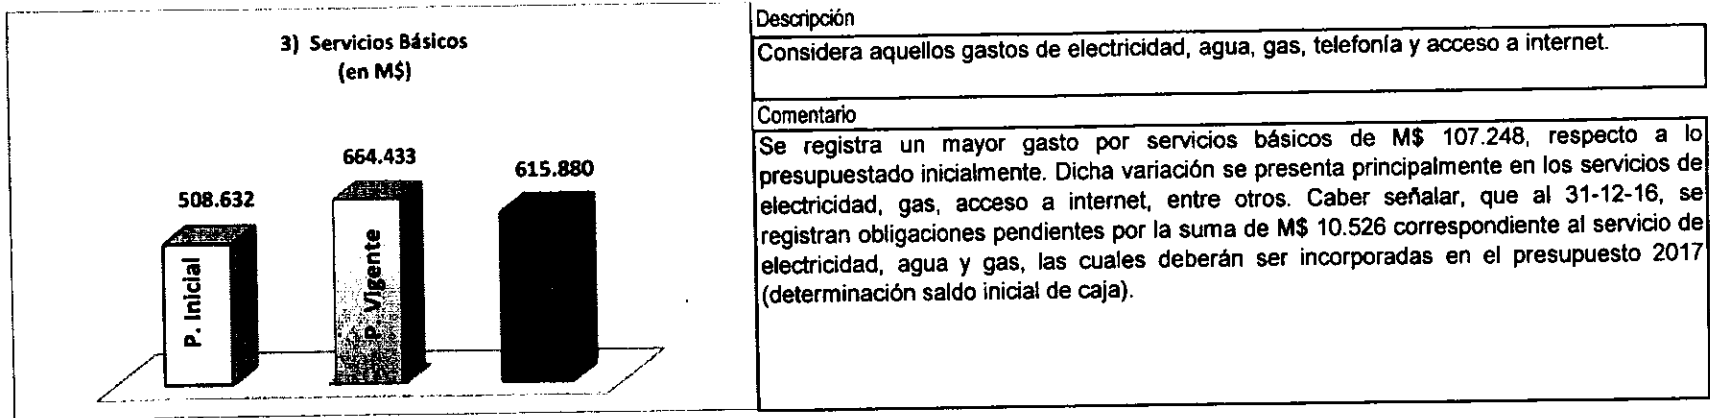 3) Servicios Básicos
(en M$)
508.632
664.433
615.880
P. Inicial
P. Vigente
Descripción
Considera aquellos gastos de electricidad, agua, gas, telefonía y acceso a internet.
Comentario
Se registra un mayor gasto por servicios básicos de M$ 107.248, respecto a lo
presupuestado inicialmente. Dicha variación se presenta principalmente en los servicios de
electricidad, gas, acceso a internet, entre otros. Caber señalar, que al 31-12-16, se
registran obligaciones pendientes por la suma de M$ 10.526 correspondiente al servicio de
electricidad, agua y gas, las cuales deberán ser incorporadas en el presupuesto 2017
(determinación saldo inicial de caja).